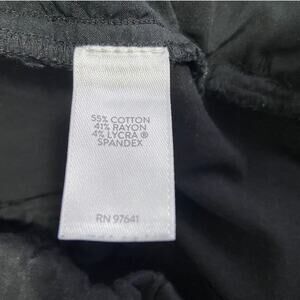 55% COTTON
41% RAYON
4% LYCRA ®
SPANDEX
RN 97641